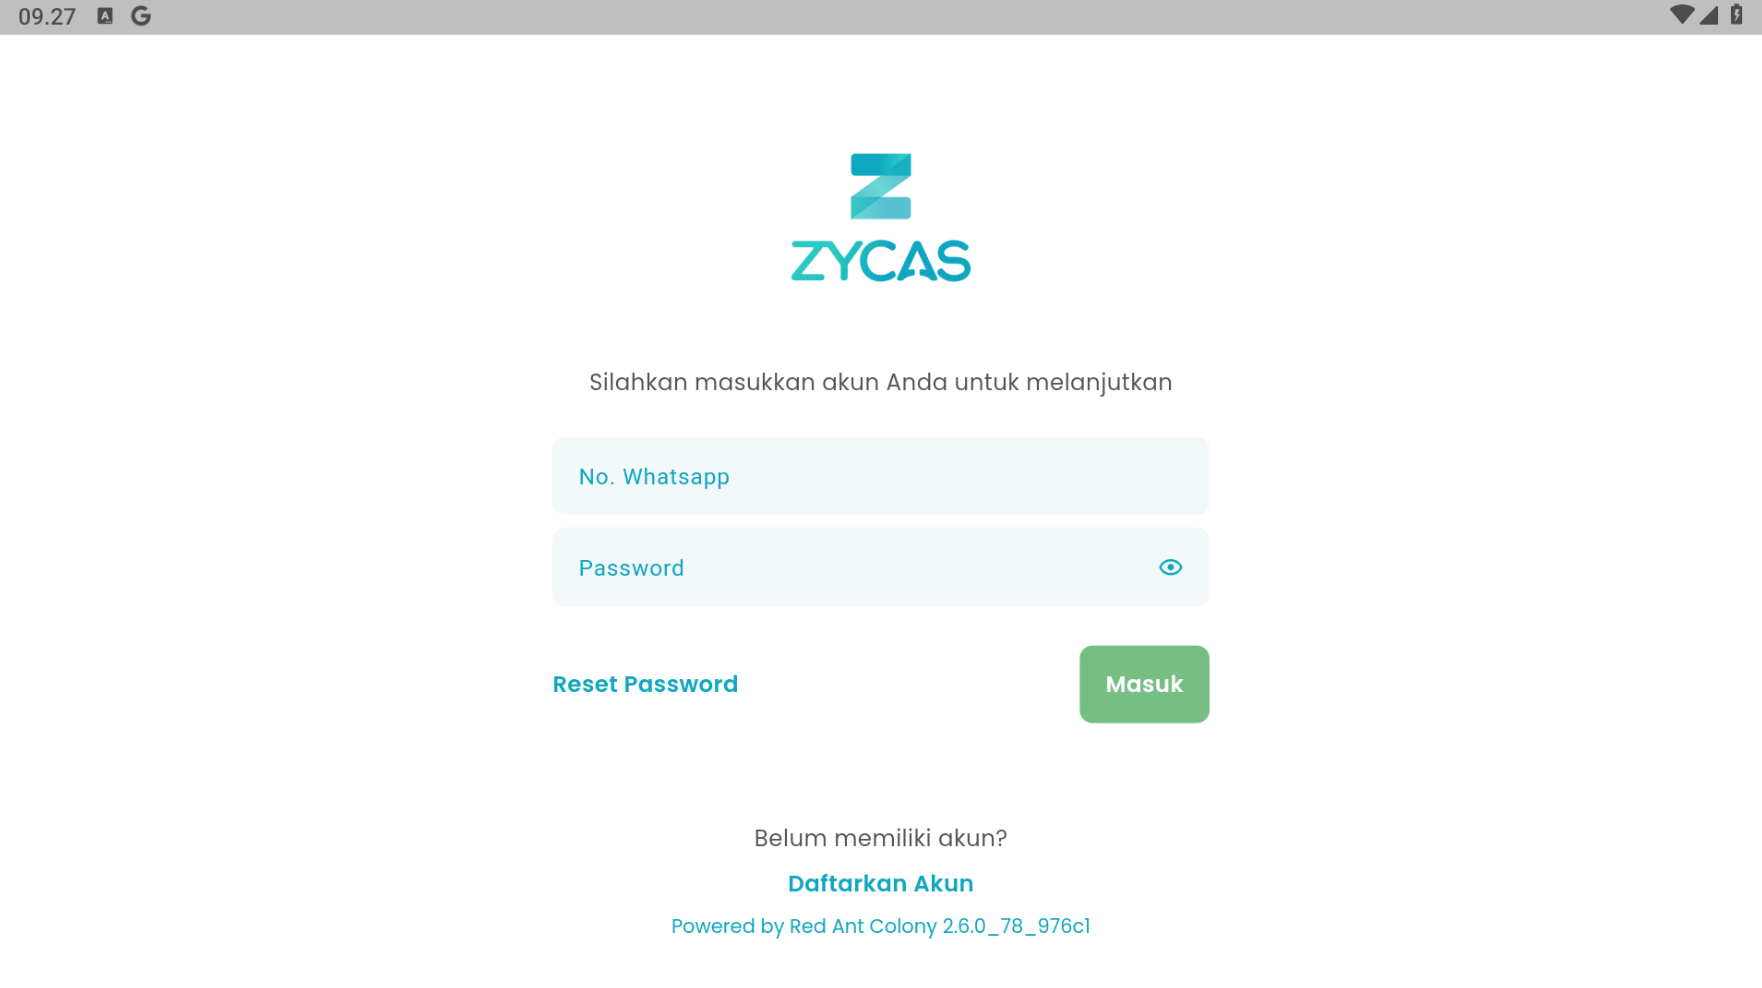 09.27
ZYCAS
Silahkan masukkan akun Anda untuk melanjutkan
No. Whatsapp
Password
Reset Password
Masuk
Belum memiliki akun?
Daftarkan Akun
Powered by Red Ant Colony 2.6.0_78_976c1